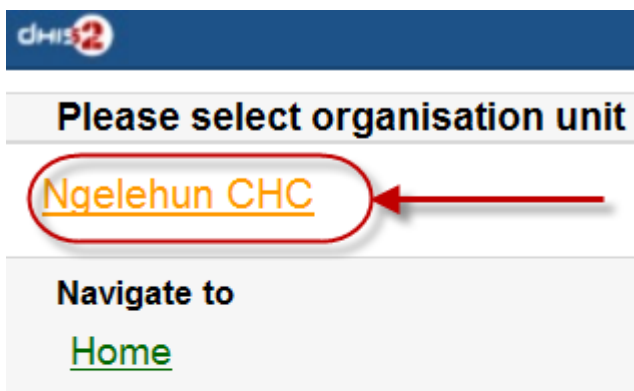 dHIS2
Please select organisation unit
Ngelehun CHC
Navigate to
Home